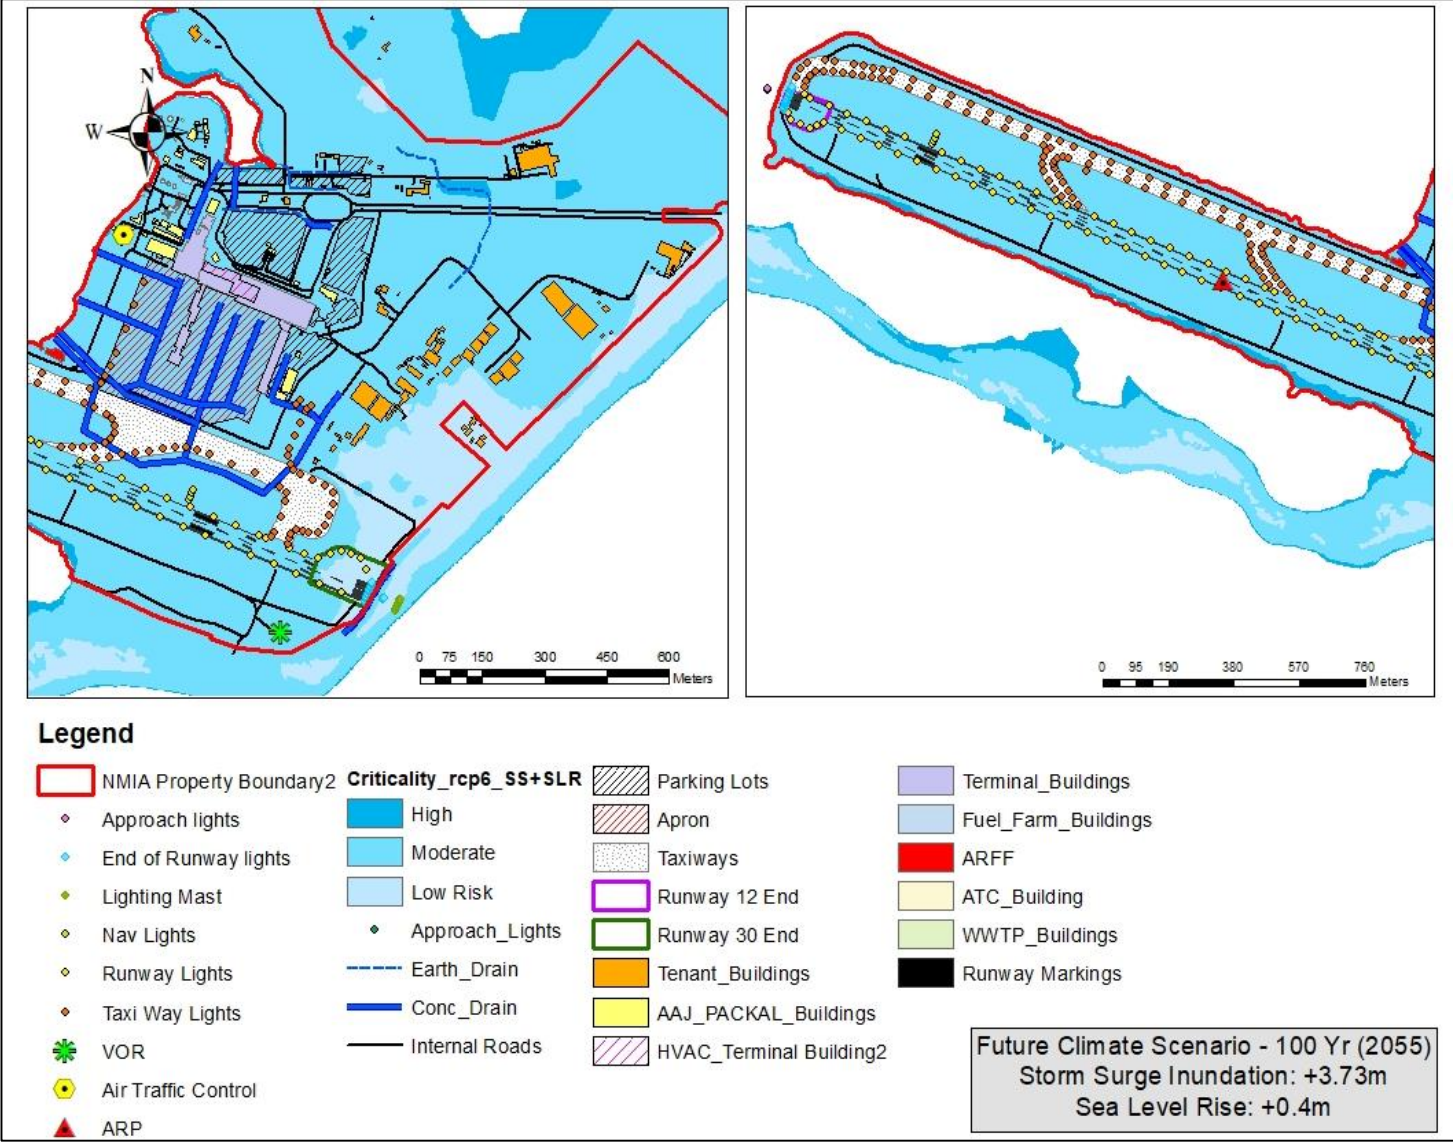 N
W
0 75 150 300 450 600
Meters
0 95 190 380 570 760
Meters
Legend
NMIA Property Boundary2
Approach lights
End of Runway lights
Lighting Mast
Nav Lights
Runway Lights
Taxi Way Lights
VOR
Air Traffic Control
ARP
Criticality_rcp6_SS+SLR
High
Moderate
Low Risk
Approach_Lights
Earth_Drain
Conc_Drain
Internal Roads
Parking Lots
Apron
Taxiways
Runway 12 End
Runway 30 End
Tenant_Buildings
AAJ_PACKAL_Buildings
HVAC_Terminal Building2
Terminal_Buildings
Fuel_Farm_Buildings
ARFF
ATC_Building
WWTP_Buildings
Runway Markings
Future Climate Scenario - 100 Yr (2055)
Storm Surge Inundation: +3.73m
Sea Level Rise: +0.4m